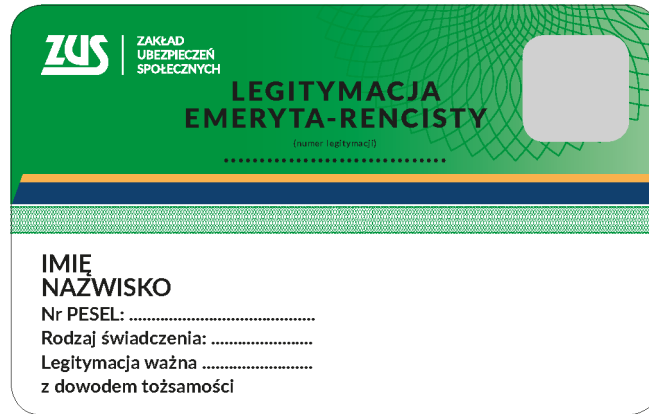 ZUS
ZAKŁAD
UBEZPIECZEŃ
SPOŁECZNYCH
LEGITYMACJA
EMERYTA-RENCISTY
(numer legitymacji)
................................
IMIĘ
NAZWISKO
Nr PESEL: ..........................................
Rodzaj świadczenia: .......................
Legitymacja ważna .........................
z dowodem tożsamości